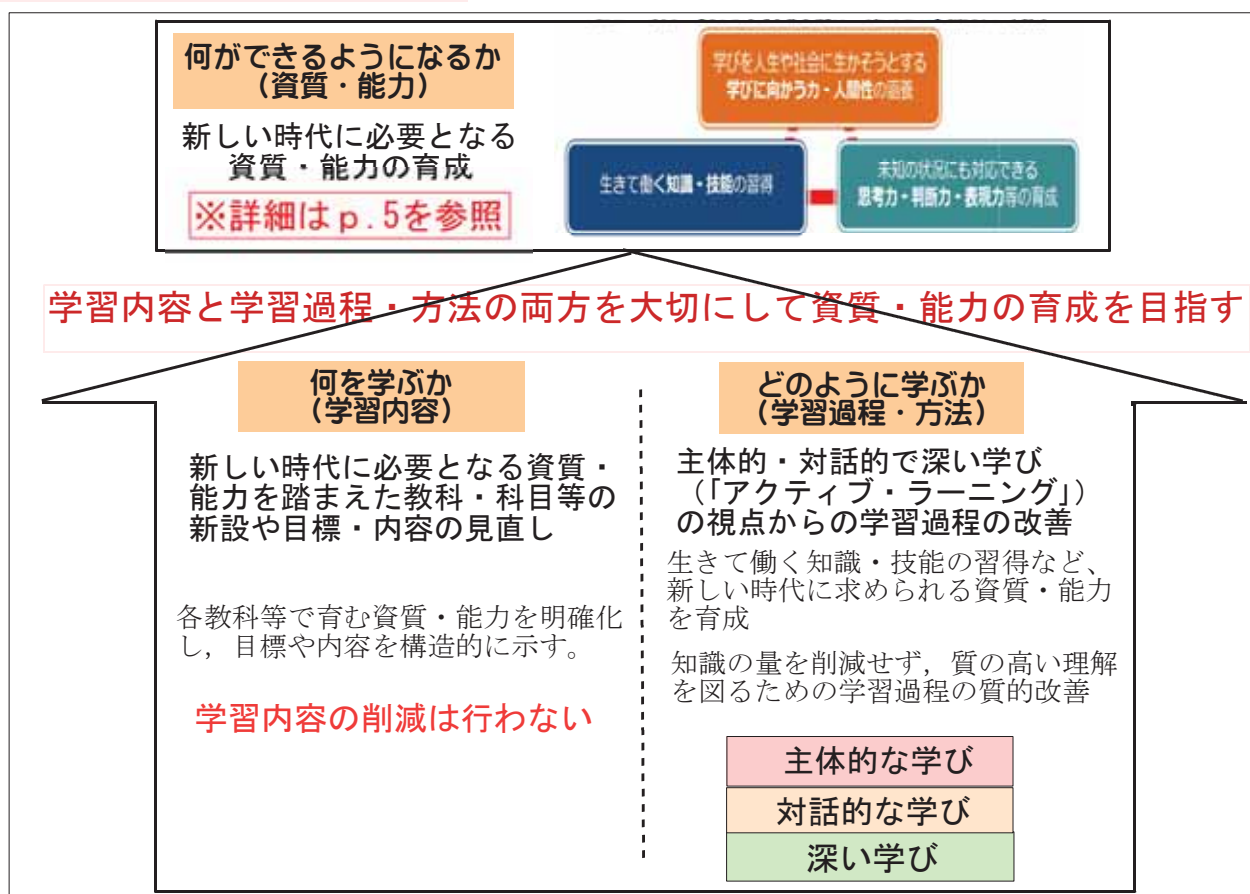 何ができるようになるか
（資質・能力）
新しい時代に必要となる
資質・能力の育成
※詳細はｐ.5を参照
学びを人生や社会に生かそうとする
学びに向かう力・人間性の涵養
生きて働く知識・技能の習得
未知の状況にも対応できる
思考力・判断力・表現力等の育成
学習内容と学習過程・方法の両方を大切にして資質・能力の育成を目指す
何を学ぶか
（学習内容）
新しい時代に必要となる資質・
能力を踏まえた教科・科目等の
新設や目標・内容の見直し
各教科等で育む資質・能力を明確化
し，目標や内容を構造的に示す。
学習内容の削減は行わない
どのように学ぶか
（学習過程・方法）
主体的・対話的で深い学び
（「アクティブ・ラーニング」）
の視点からの学習過程の改善
生きて働く知識・技能の習得など、
新しい時代に求められる資質・能力
を育成
知識の量を削減せず，質の高い理解
を図るための学習過程の質的改善
主体的な学び
対話的な学び
深い学び